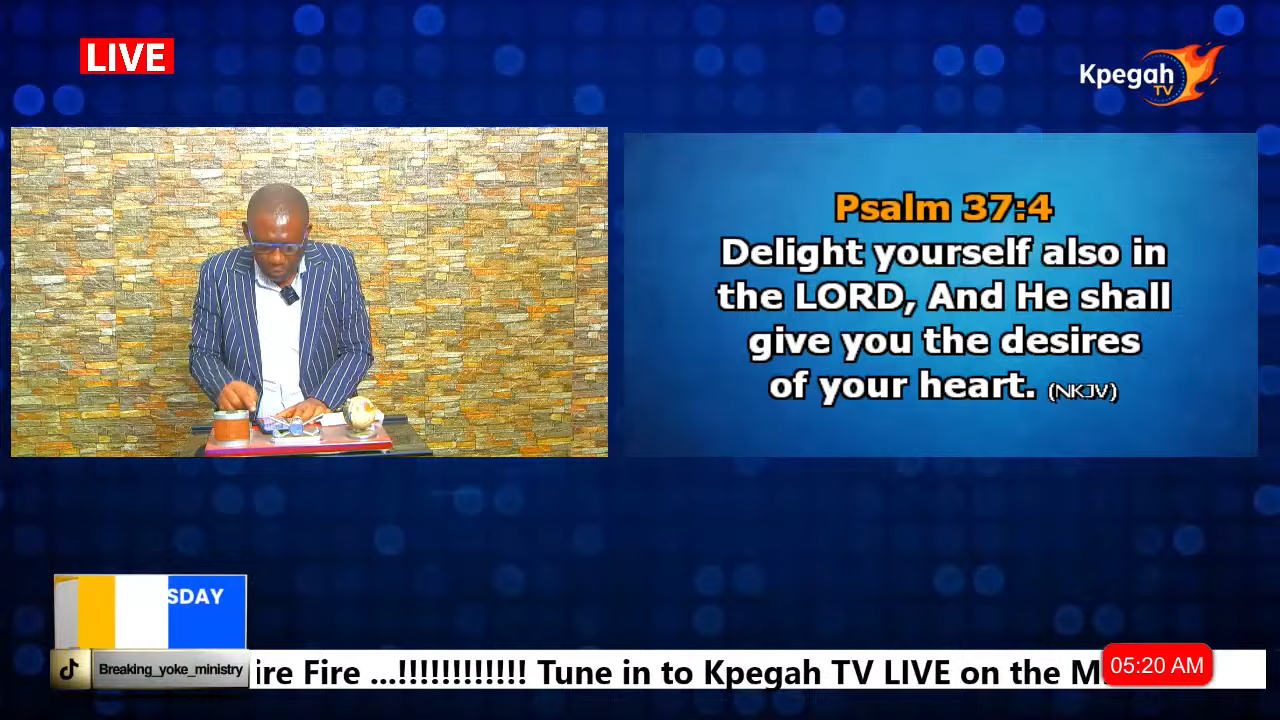 LIVE
Kpegah
TV
Psalm 37:4
Delight yourself also in
the LORD, And He shall
give you the desires
of your heart. (NKJV)
SDAY
Breaking_yoke_ministry
ire Fire ...!!!!!!!!!!!! Tune in to Kpegah TV LIVE on the M
05:20 AM